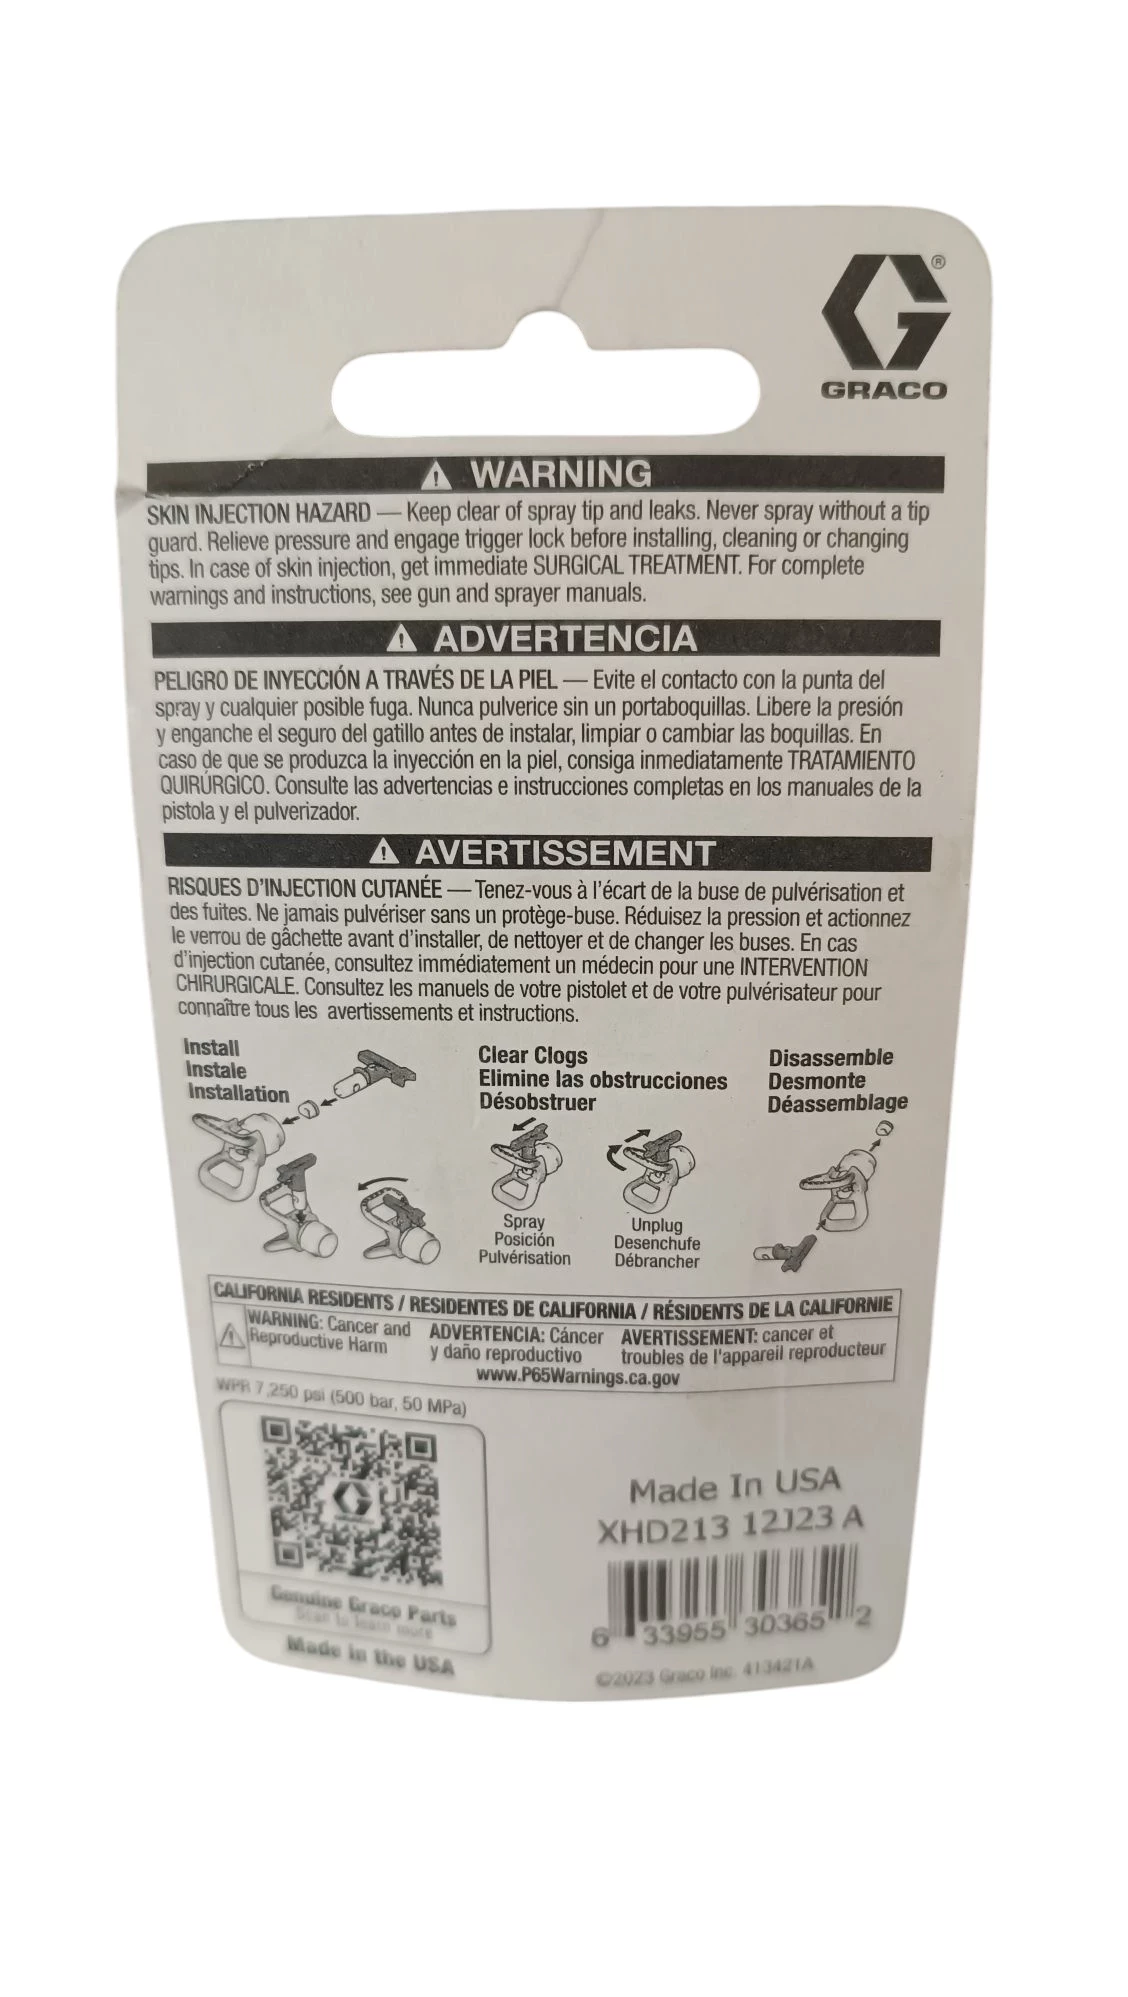 ®
GRACO
WARNING
SKIN INJECTION HAZARD — Keep clear of spray tip and leaks. Never spray without a tip
guard. Relieve pressure and engage trigger lock before installing, cleaning or changing
tips. In case of skin injection, get immediate SURGICAL TREATMENT. For complete
warnings and instructions, see gun and sprayer manuals.
ADVERTENCIA
PELIGRO DE INYECCIÓN A TRAVÉS DE LA PIEL — Evite el contacto con la punta del
spray y cualquier posible fuga. Nunca pulverice sin un portaboquillas. Libere la presión
y enganche el seguro del gatillo antes de instalar, limpiar o cambiar las boquillas. En
caso de que se produzca la inyección en la piel, consiga inmediatamente TRATAMIENTO
QUIRÚRGICO. Consulte las advertencias e instrucciones completas en los manuales de la
pistola y el pulverizador.
AVERTISSEMENT
RISQUES D'INJECTION CUTANÉE — Tenez-vous à l'écart de la buse de pulvérisation et
des fuites. Ne jamais pulvériser sans un protège-buse. Réduisez la pression et actionnez
le verrou de gâchette avant d'installer, de nettoyer et de changer les buses. En cas
d'injection cutanée, consultez immédiatement un médecin pour une INTERVENTION
CHIRURGICALE. Consultez les manuels de votre pistolet et de votre pulvérisateur pour
connaître tous les avertissements et instructions.
Install
Instale
Installation
Clear Clogs
Elimine las obstrucciones
Désobstruer
Disassemble
Desmonte
Déassemblage
Spray
Posición
Pulvérisation
Unplug
Desenchufe
Débrancher
CALIFORNIA RESIDENTS / RESIDENTES DE CALIFORNIA / RÉSIDENTS DE LA CALIFORNIE
WARNING: Cancer and
Reproductive Harm
ADVERTENCIA: Cáncer
y daño reproductivo
AVERTISSEMENT: cancer et
troubles de l'appareil reproducteur
www.P65Warnings.ca.gov
WPR 7,250 psi (500 bar, 50 MPa)
Genuine Graco Parts
Scan to learn more
Made in the USA
Made In USA
XHD213 12J23 A
6 33955 30365 2
©2023 Graco Inc. 413421A